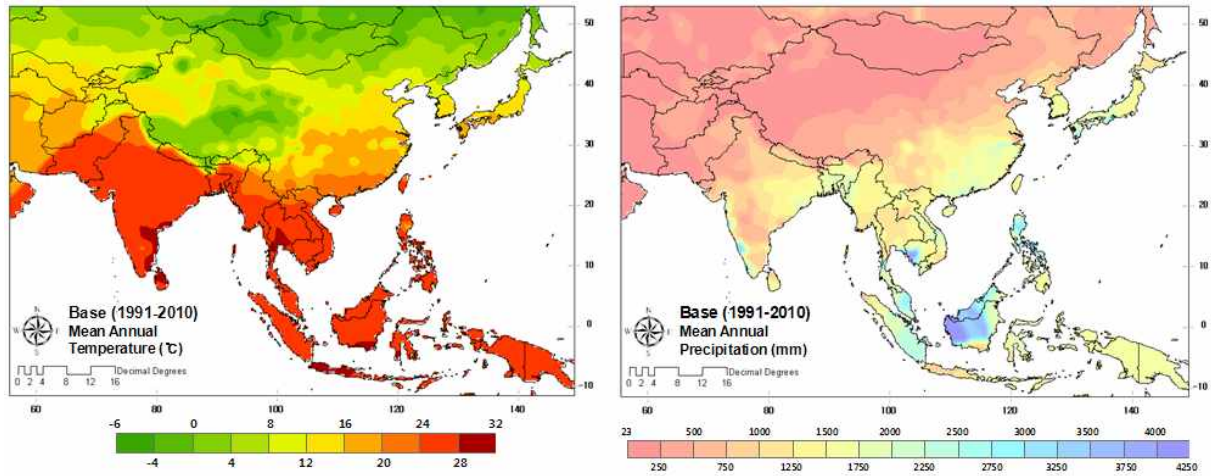 50
40
30
20
10
0
-10
N
W
E
S
Base (1991-2010)
Mean Annual
Temperature (℃)
Decimal Degrees
0 2 4 8 12 16
60 80 100 120 140
-6 0 8 16 24 32
-4 4 12 20 28
50
40
30
20
10
0
-10
N
W
E
S
Base (1991-2010)
Mean Annual
Precipitation (mm)
Decimal Degrees
0 2 4 8 12 16
60 80 100 120 140
23 500 1000 1500 2000 2500 3000 3500 4000
250 750 1250 1750 2250 2750 3250 3750 4250